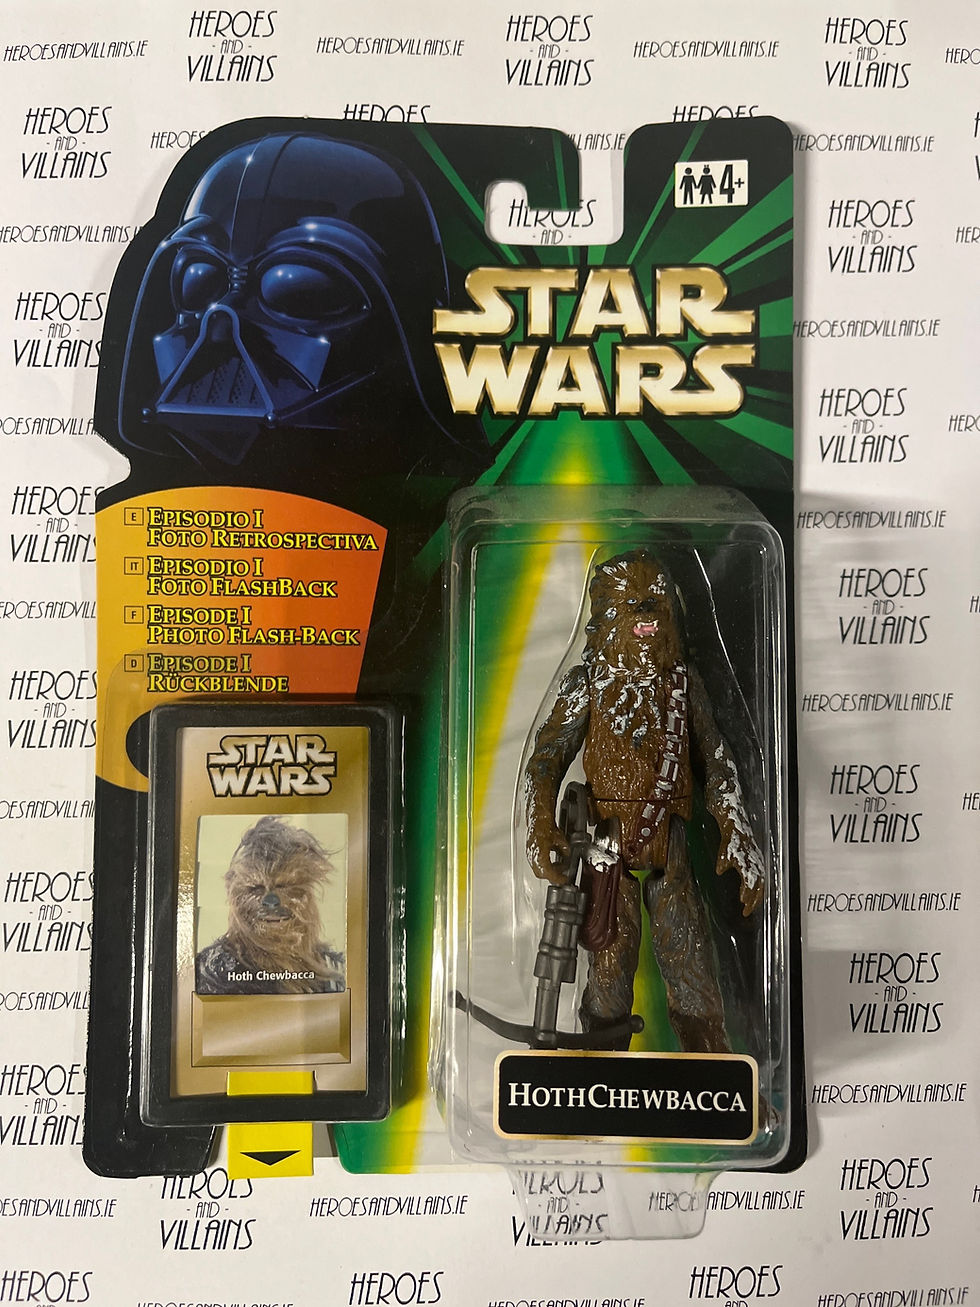 HEROES
- AND -
VILLAINS
HEROESANDVILLAINS.IE
4+
STAR
WARS
E EPISODIO I
FOTO RETROSPECTIVA
IT EPISODIO I
FOTO FLASHBACK
F EPISODE I
PHOTO FLASH-BACK
D EPISODE I
RÜCKBLENDE
STAR
WARS
Hoth Chewbacca
HOTH CHEWBACCA